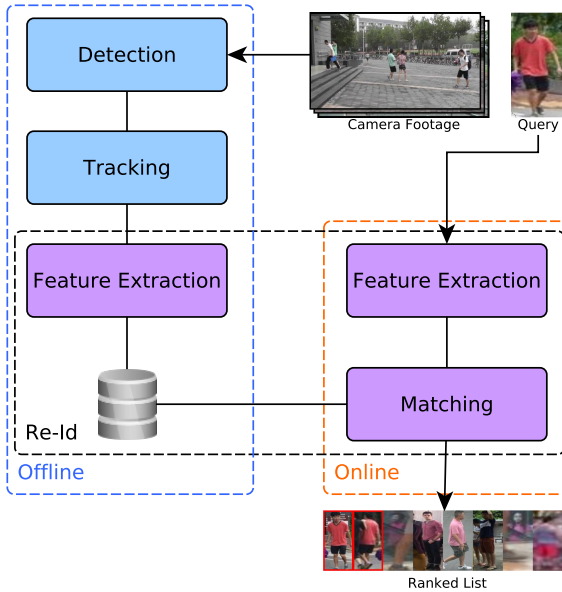 Detection
Camera Footage
Query
Tracking
Feature Extraction
Feature Extraction
Matching
Re-Id
Offline
Online
Ranked List